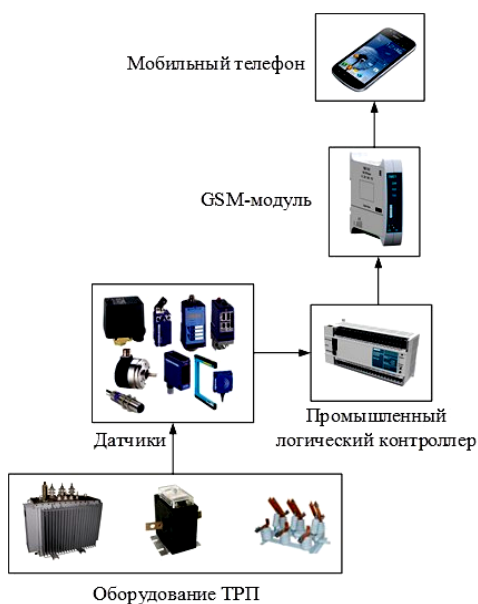 Мобильный телефон
GSM-модуль
Промышленный
логический контроллер
Датчики
Оборудование ТРП